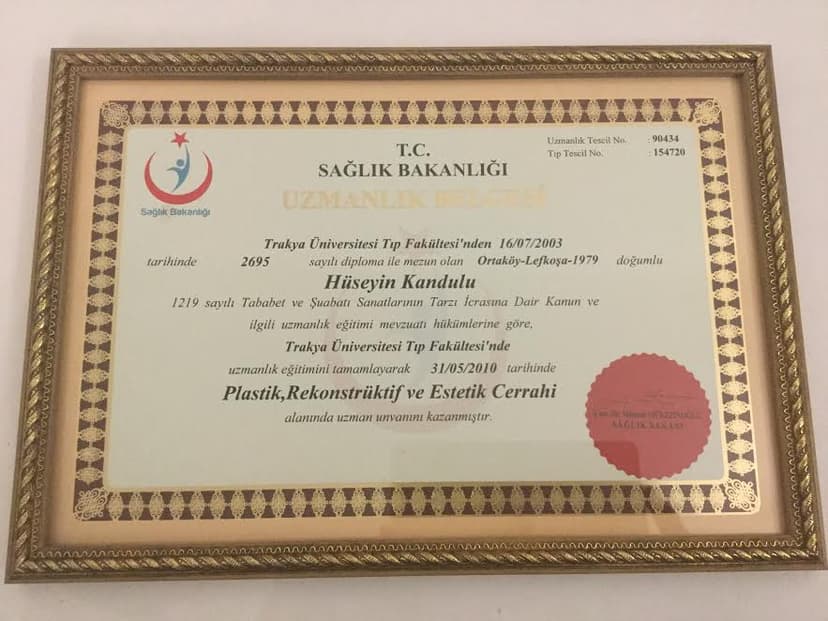 Sağlık Bakanlığı
T.C.
SAĞLIK BAKANLIĞI
UZMANLIK BELGESİ
Uzmanlık Tescil No. : 90434
Tıp Tescil No. : 154720
Trakya Üniversitesi Tıp Fakültesi'nden 16/07/2003
tarihinde 2695 sayılı diploma ile mezun olan Ortaköy-Lefkoşa-1979 doğumlu
Hüseyin Kandulu
1219 sayılı Tababet ve Şuabatı Sanatlarının Tarzı İcrasına Dair Kanun ve
ilgili uzmanlık eğitimi mevzuatı hükümlerine göre,
Trakya Üniversitesi Tıp Fakültesi'nde
uzmanlık eğitimini tamamlayarak 31/05/2010 tarihinde
Plastik,Rekonstrüktif ve Estetik Cerrahi
alanında uzman unvanını kazanmıştır.
SAĞLIK BAKANI